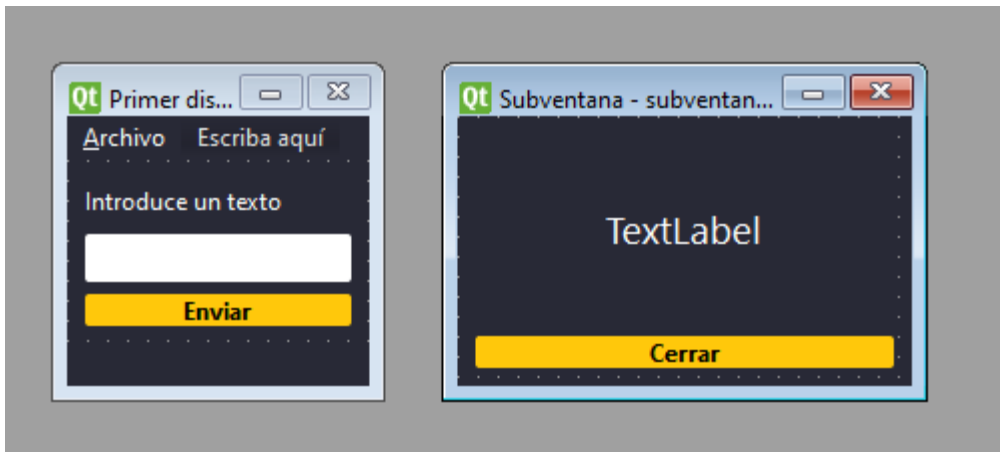 Qt Primer dis...
Archivo Escriba aquí
Introduce un texto
Enviar
Qt Subventana - subventan...
TextLabel
Cerrar